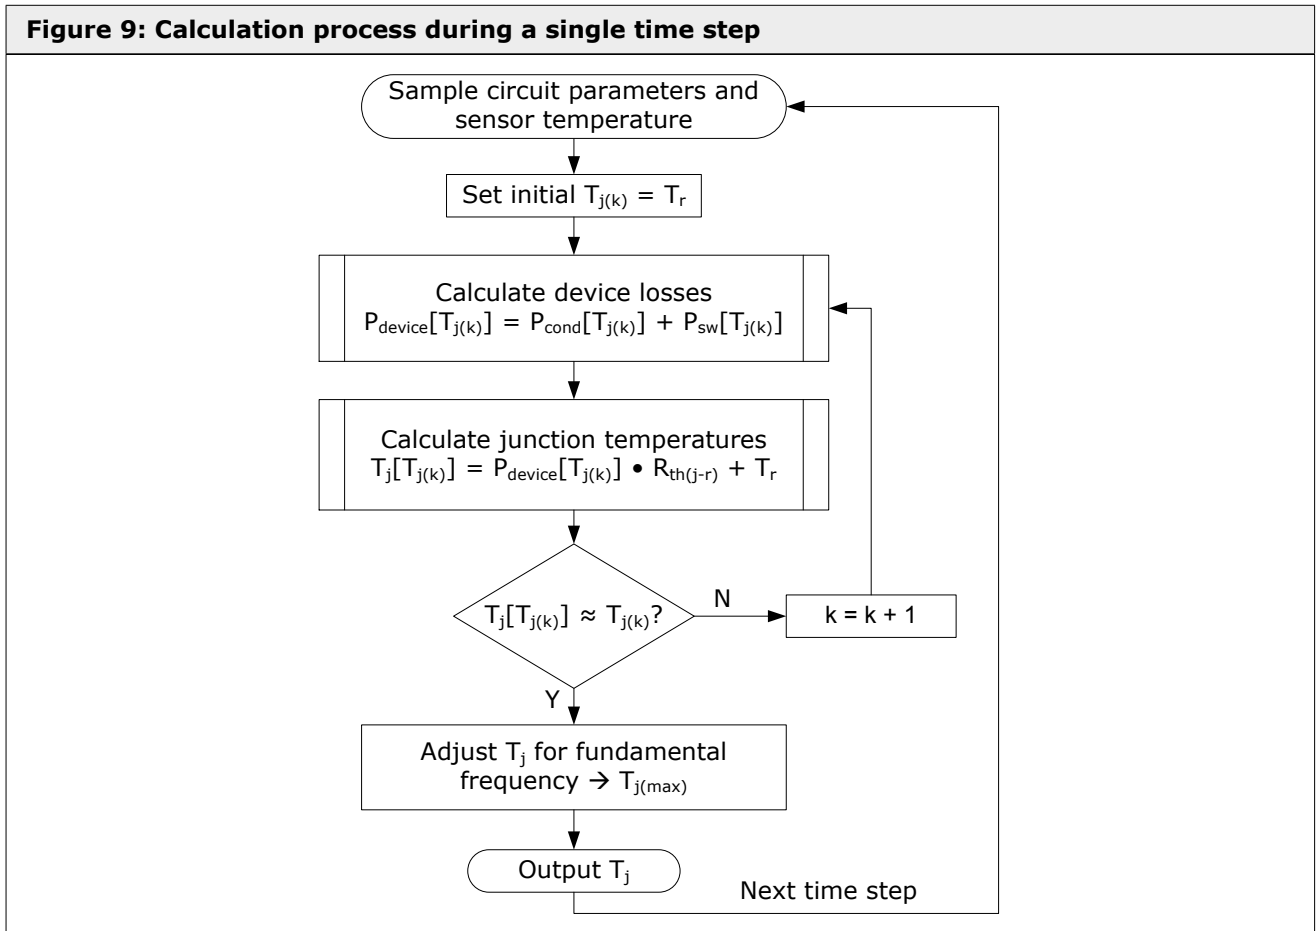 Figure 9: Calculation process during a single time step
Sample circuit parameters and
sensor temperature
Set initial Tj(k) = Tr
Calculate device losses
Pdevice[Tj(k)] = Pcond[Tj(k)] + Psw[Tj(k)]
Calculate junction temperatures
Tj[Tj(k)] = Pdevice[Tj(k)] • Rth(j-r) + Tr
Tj[Tj(k)] ≈ Tj(k)?
N
k = k + 1
Y
Adjust Tj for fundamental
frequency → Tj(max)
Output Tj
Next time step